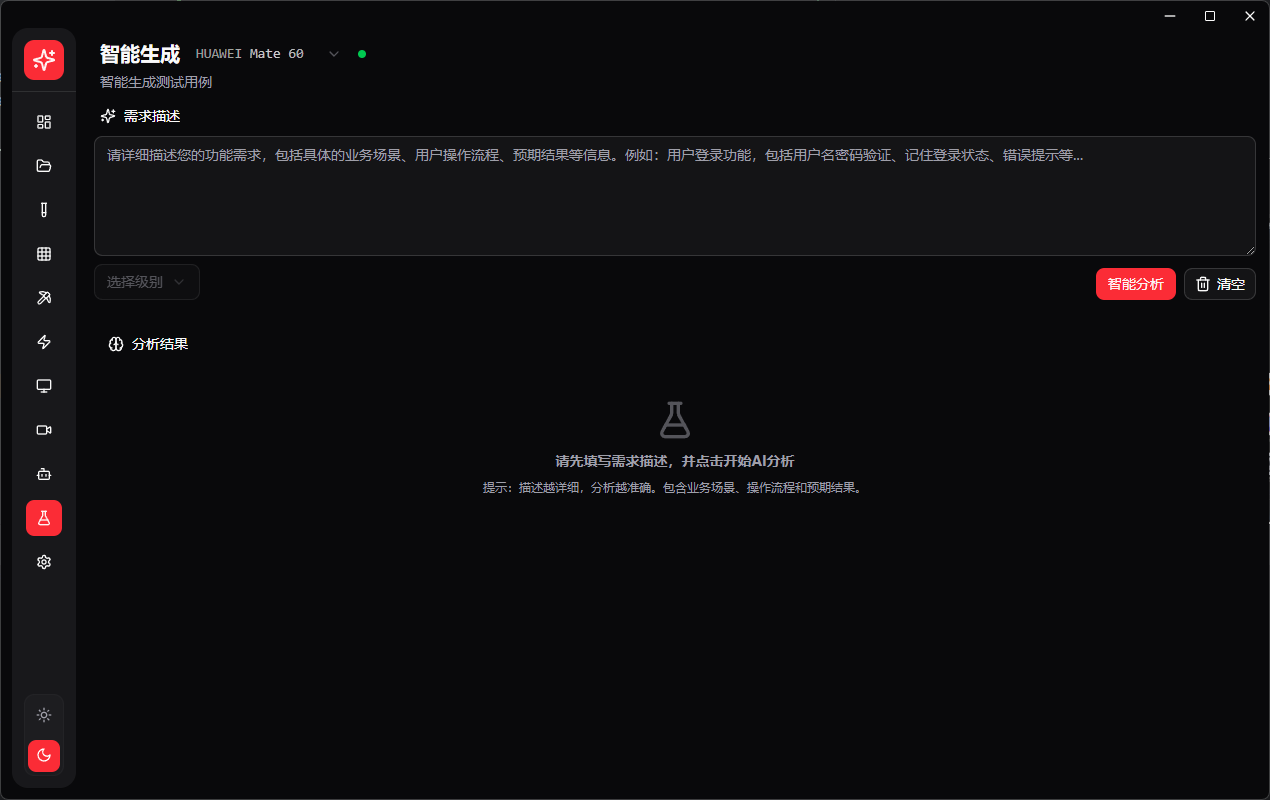 智能生成 HUAWEI Mate 60
智能生成测试用例
需求描述
请详细描述您的功能需求，包括具体的业务场景、用户操作流程、预期结果等信息。例如：用户登录功能，包括用户名密码验证、记住登录状态、错误提示等...
选择级别
智能分析 清空
分析结果
请先填写需求描述，并点击开始AI分析
提示：描述越详细，分析越准确。包含业务场景、操作流程和预期结果。